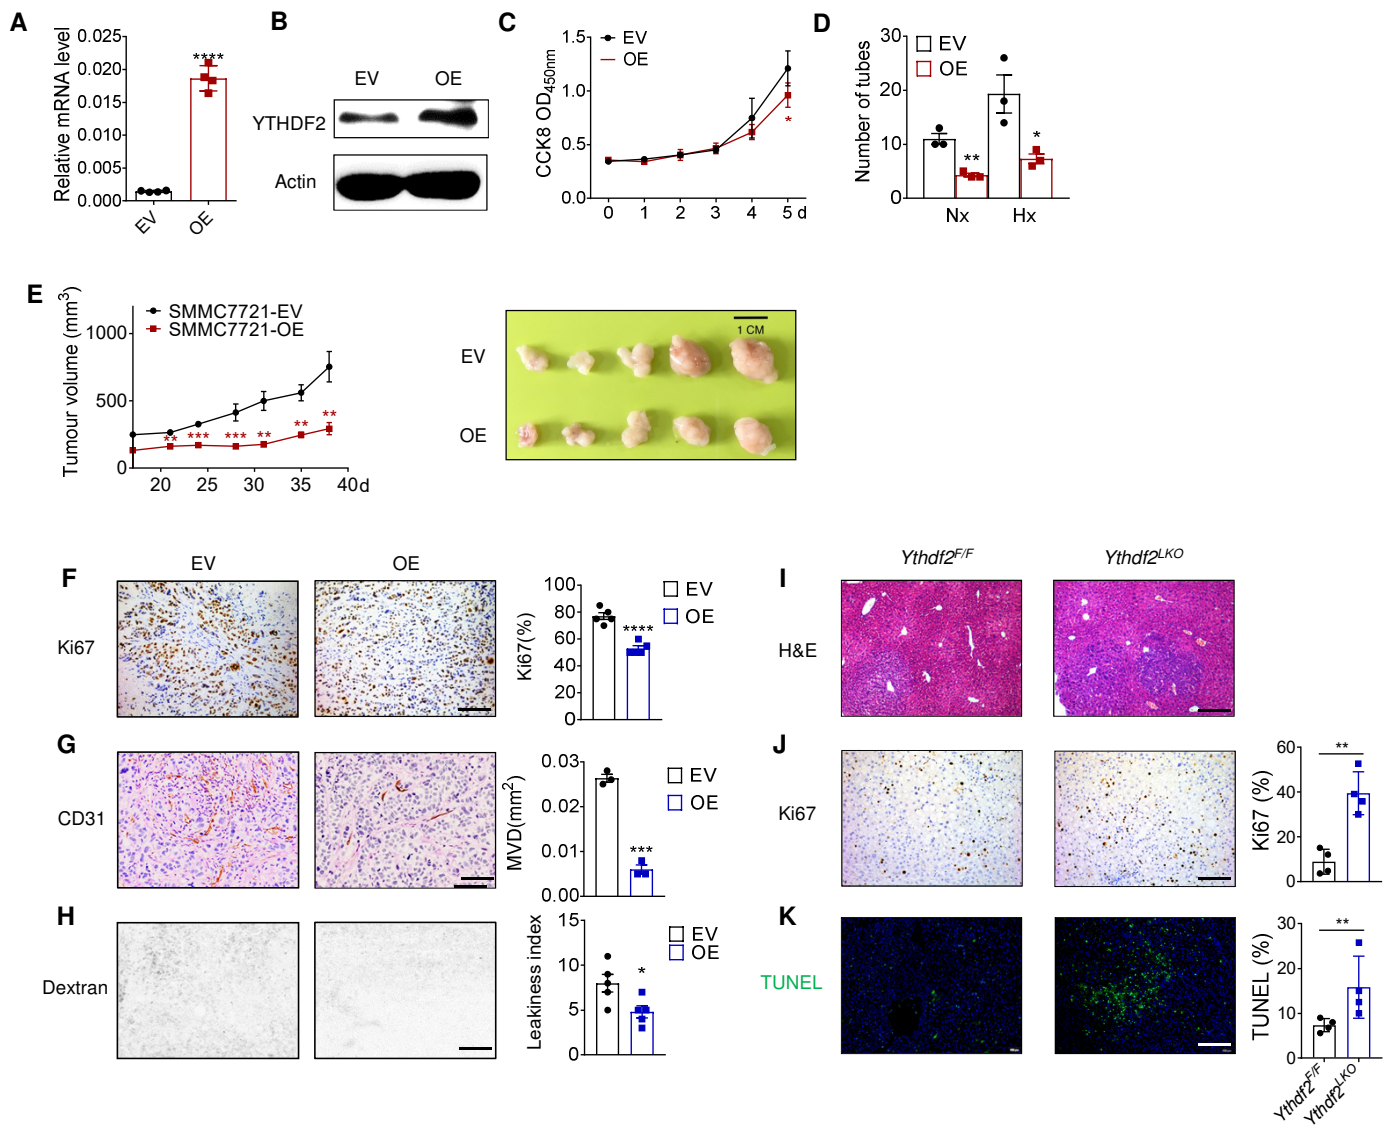 A
Relative mRNA level
0.025
0.020
0.015
0.010
0.005
0.000
****
EV
OE
B
EV
OE
YTHDF2
Actin
C
CCK8 OD450nm
1.5
1.0
0.5
0.0
EV
OE
*
0 1 2 3 4 5 d
D
Number of tubes
30
20
10
0
EV
OE
**
*
Nx
Hx
E
Tumour volume (mm³)
1000
500
0
SMMC7721-EV
SMMC7721-OE
** *** *** ** ** **
20 25 30 35 40d
EV
OE
1 CM
EV
OE
F
Ki67
Ki67(%)
100
80
60
40
20
0
****
EV
OE
G
CD31
MVD(mm²)
0.03
0.02
0.01
0.00
***
EV
OE
H
Dextran
Leakiness index
15
10
5
0
*
EV
OE
Ythdf2F/F
Ythdf2LKO
I
H&E
J
Ki67
Ki67 (%)
60
40
20
0
**
K
TUNEL
TUNEL (%)
30
20
10
0
**
Ythdf2F/F
Ythdf2LKO